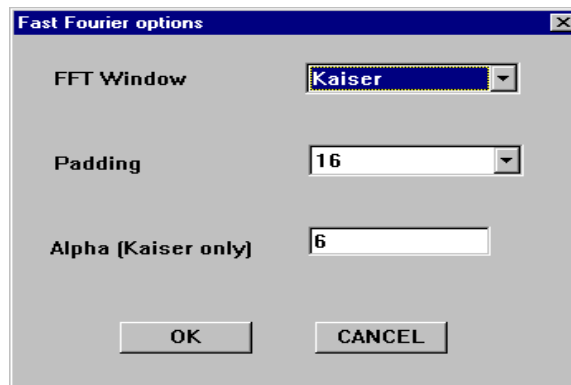 Fast Fourier options
FFT Window Kaiser
Padding 16
Alpha (Kaiser only) 6
OK CANCEL